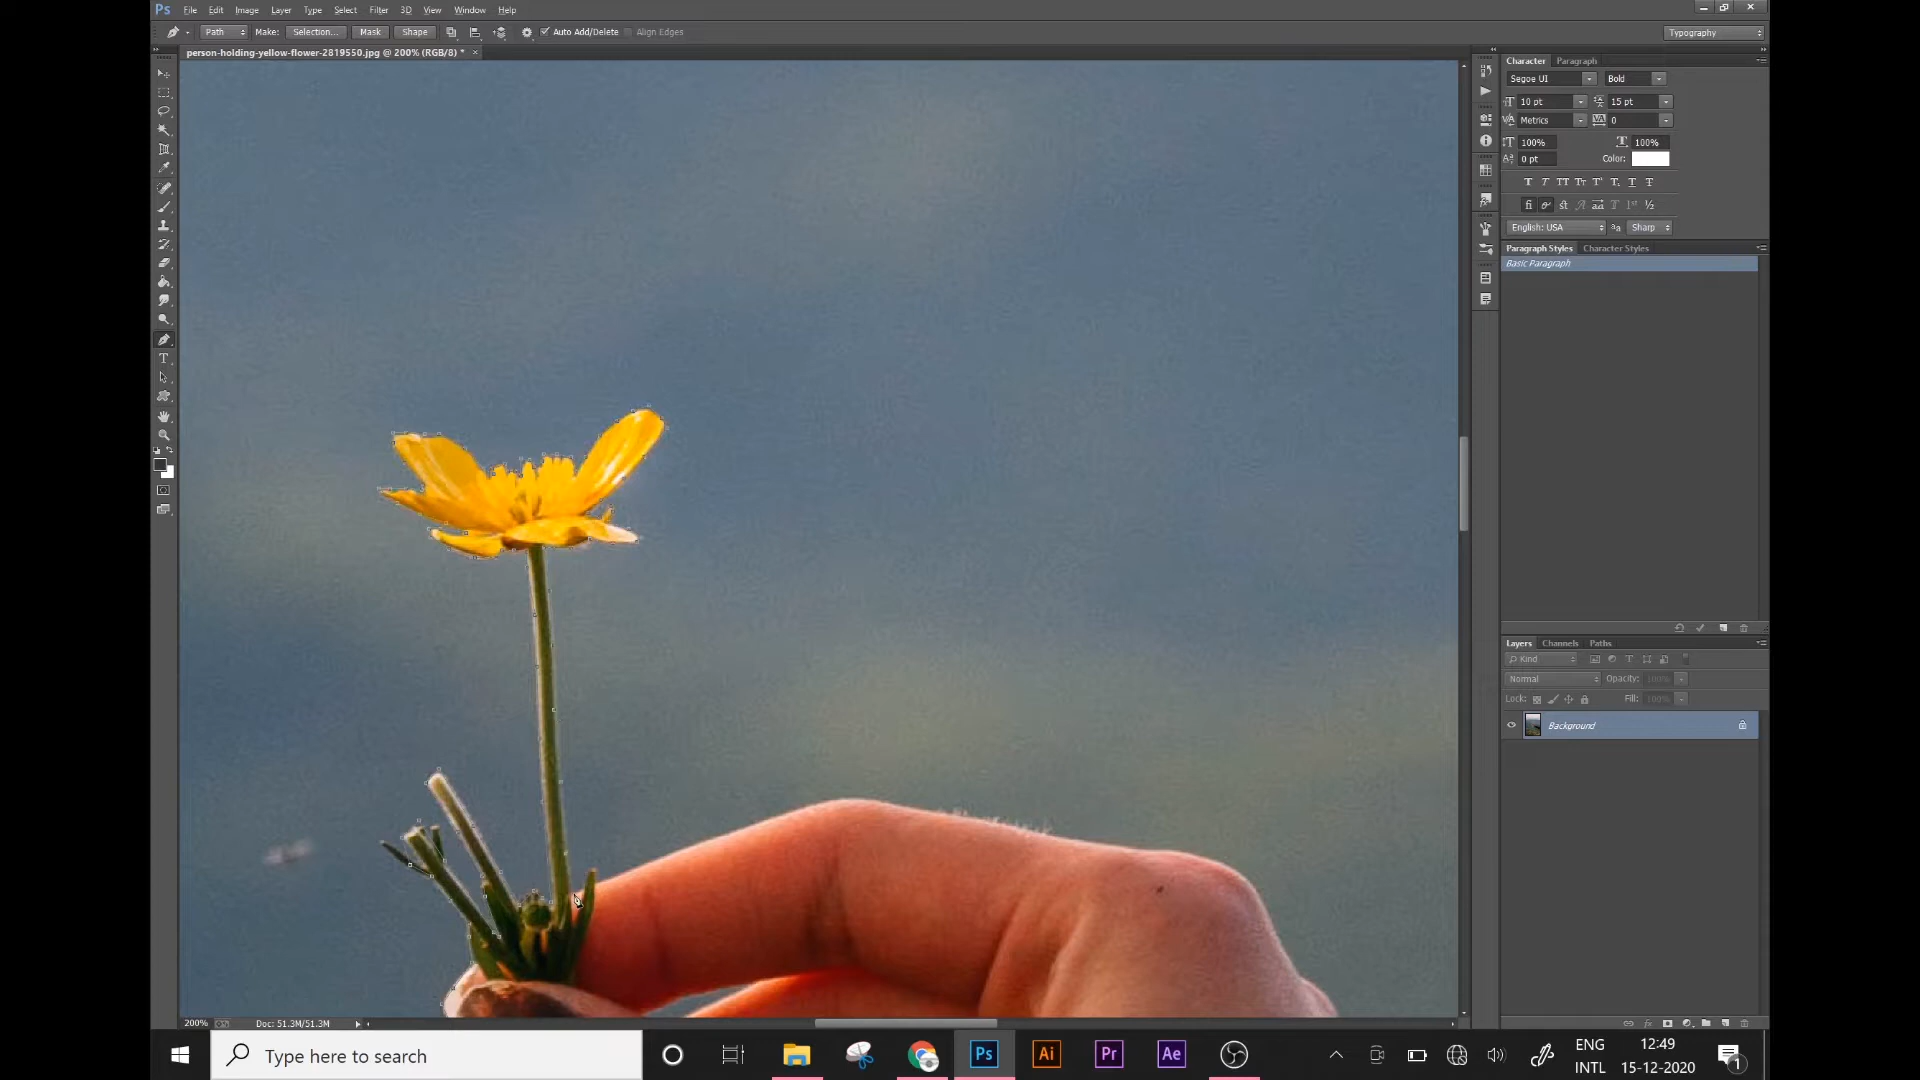 Ps File Edit Image Layer Type Select Filter 3D View Window Help
Path Make: Selection... Mask Shape Auto Add/Delete Align Edges Typography
person-holding-yellow-flower-2819550.jpg @ 200% (RGB/8) * ×
Character Paragraph
Segoe UI Bold
10 pt 15 pt
Metrics 0
100% 100%
0 pt Color:
English: USA aa Sharp
Paragraph Styles Character Styles
Basic Paragraph
Layers Channels Paths
Kind
Normal Opacity: 100%
Lock: Fill: 100%
Background
200% Doc: 51.3M/51.3M
Type here to search
Ps Ai Pr Ae
ENG 12:49
INTL 15-12-2020
1